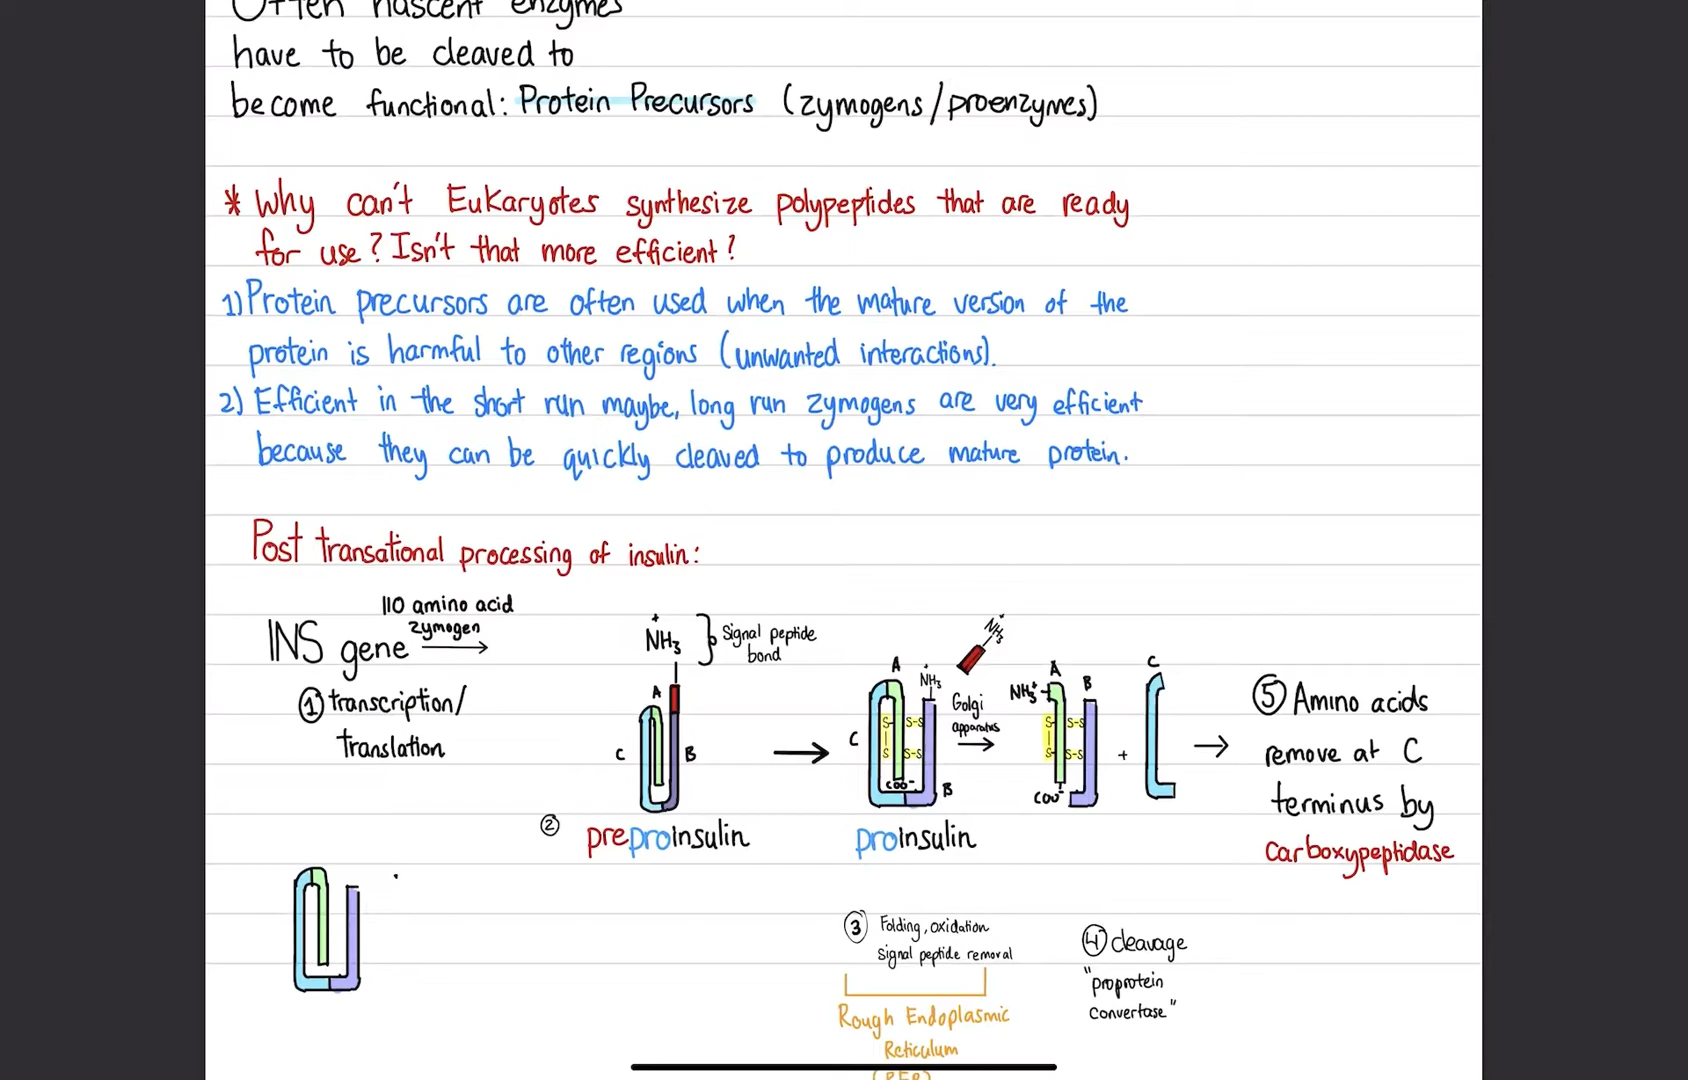 Often nascent enzymes
have to be cleaved to
become functional: Protein Precursors (zymogens/proenzymes)
* Why can't Eukaryotes synthesize polypeptides that are ready
for use? Isn't that more efficient?
1) Protein precursors are often used when the mature version of the
protein is harmful to other regions (unwanted interactions).
2) Efficient in the short run maybe, long run zymogens are very efficient
because they can be quickly cleaved to produce mature protein.
Post transational processing of insulin:
INS gene
110 amino acid
zymogen
① transcription/
translation
+
NH3
Signal peptide
bond
A
C
B
② preproinsulin
A
+
NH3
C
S S-S
S S-S
COO-
B
proinsulin
NH3+
Golgi
apparatus
A
NH3+
B
S S-S
S S-S
COO-
+
C
⑤ Amino acids
remove at C
terminus by
carboxypeptidase
③ Folding, oxidation
Signal peptide removal
Rough Endoplasmic
Reticulum
(RER)
④ cleavage
"proprotein
convertase"